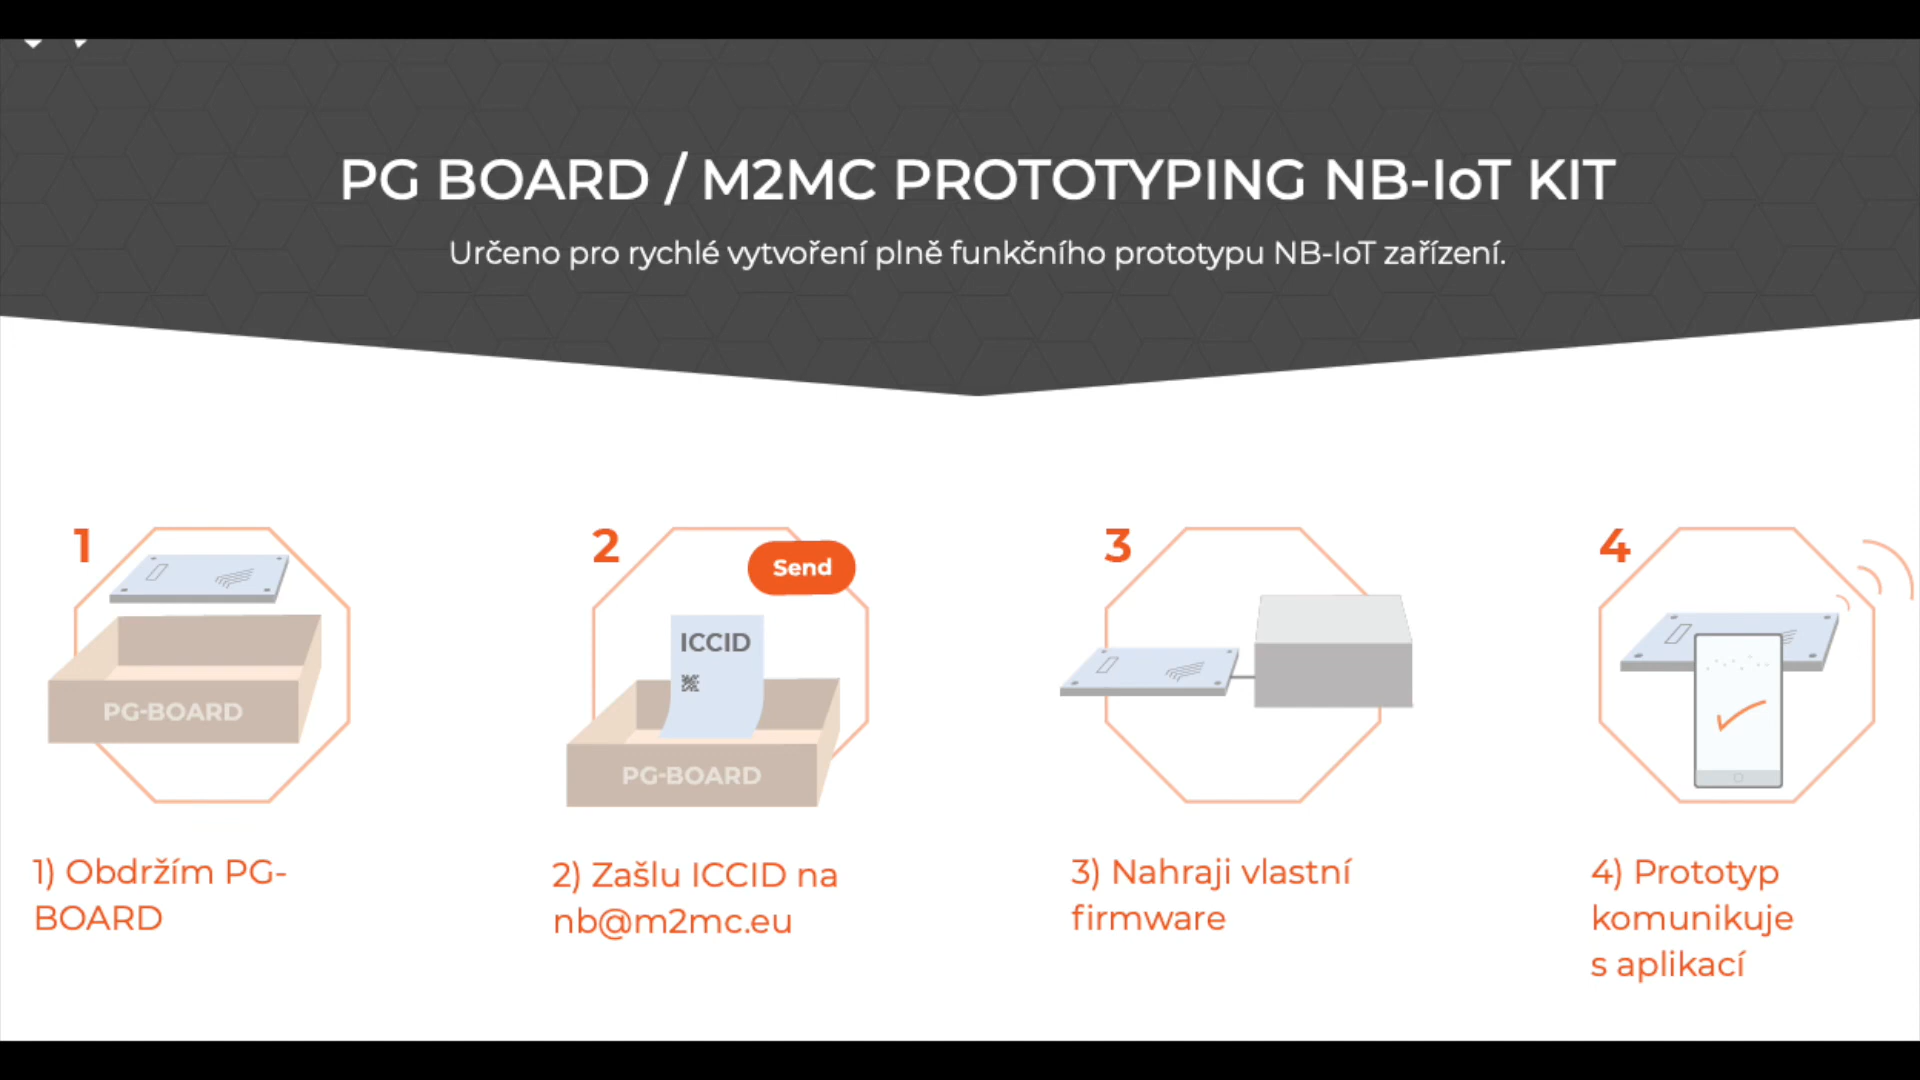 PG BOARD / M2MC PROTOTYPING NB-IoT KIT
Určeno pro rychlé vytvoření plně funkčního prototypu NB-IoT zařízení.
1
PG-BOARD
1) Obdržím PG-
BOARD
2
Send
ICCID
PG-BOARD
2) Zašlu ICCID na
nb@m2mc.eu
3
3) Nahraji vlastní
firmware
4
4) Prototyp
komunikuje
s aplikací